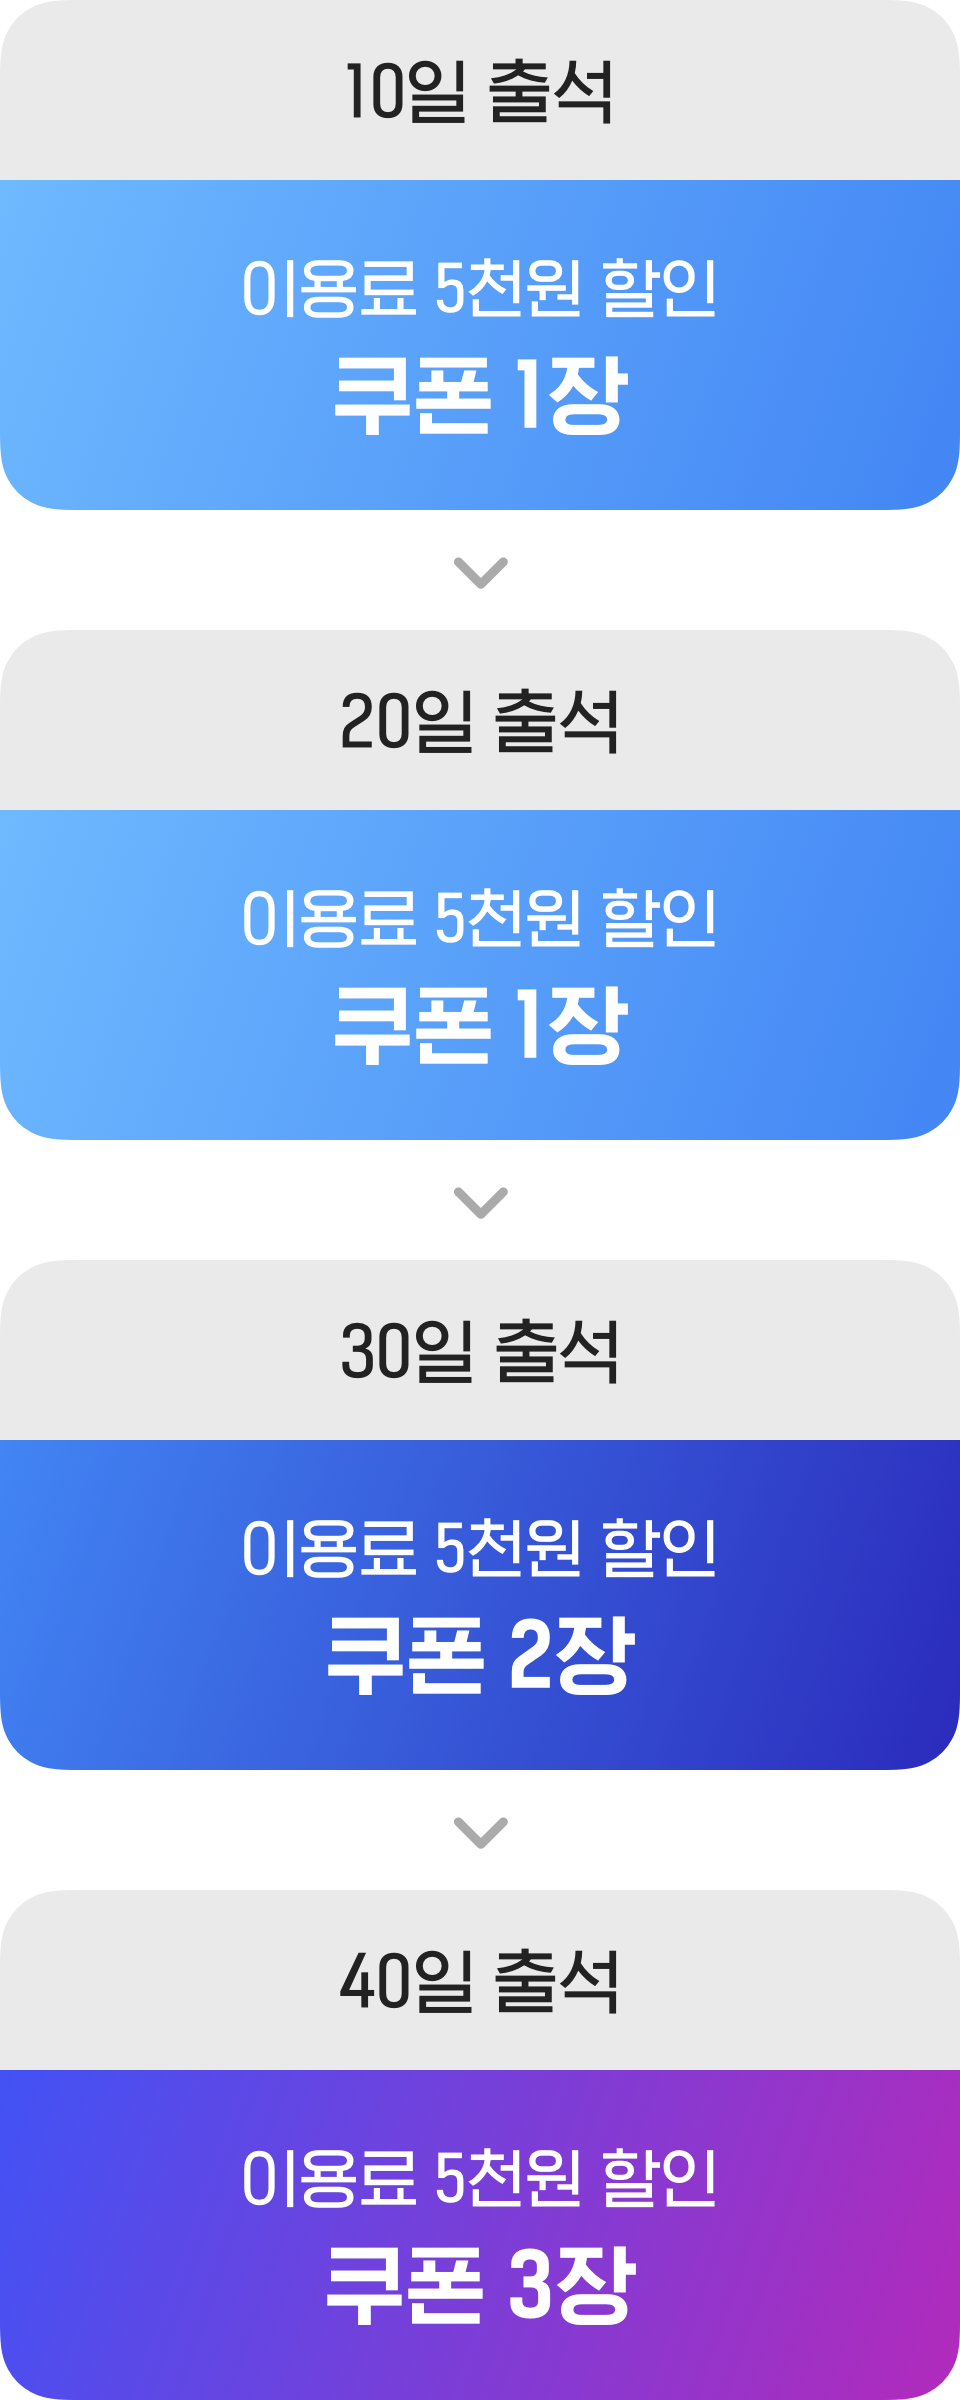 10일 출석
이용료 5천원 할인
쿠폰 1장
20일 출석
이용료 5천원 할인
쿠폰 1장
30일 출석
이용료 5천원 할인
쿠폰 2장
40일 출석
이용료 5천원 할인
쿠폰 3장